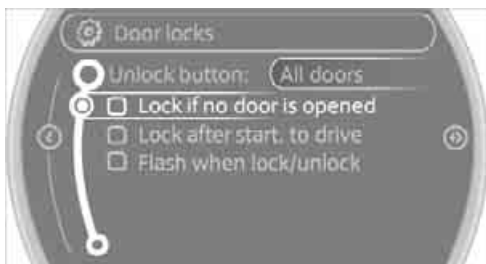 Door locks
Unlock button: All doors
Lock if no door is opened
Lock after start. to drive
Flash when lock/unlock